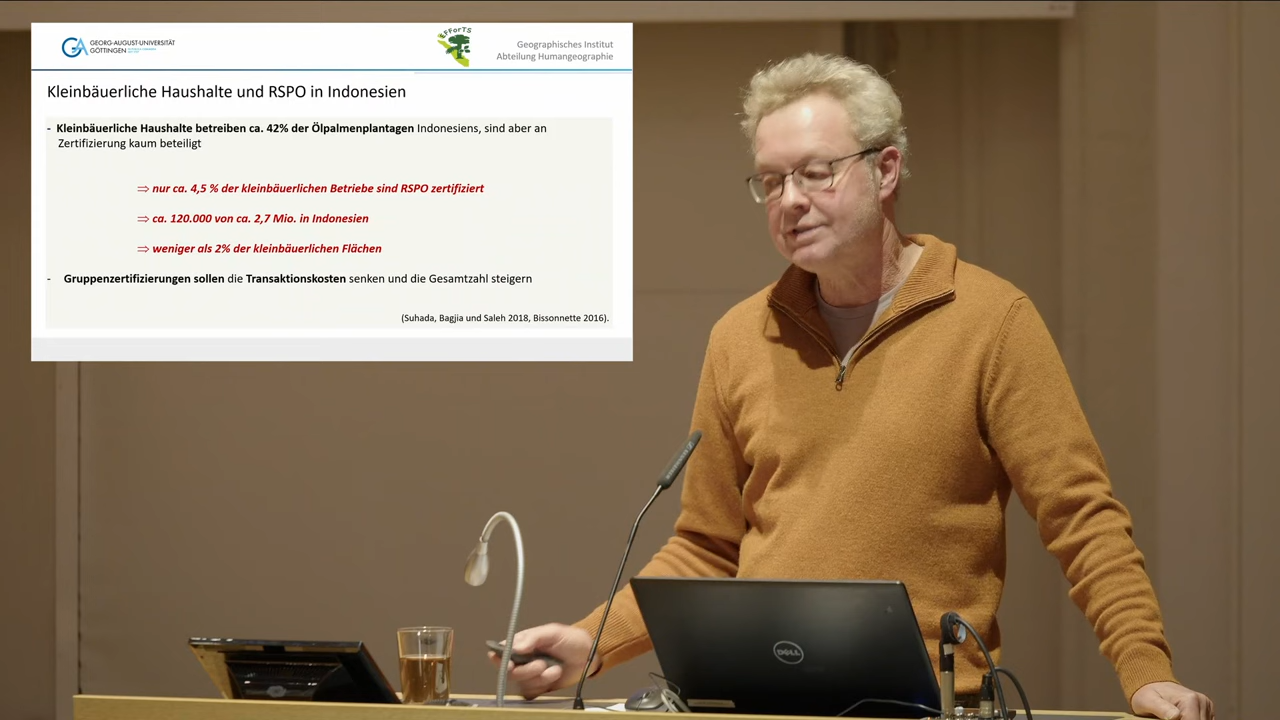 GEORG-AUGUST-UNIVERSITÄT
GÖTTINGEN
EFForTS
Geographisches Institut
Abteilung Humangeographie
Kleinbäuerliche Haushalte und RSPO in Indonesien
- Kleinbäuerliche Haushalte betreiben ca. 42% der Ölpalmenplantagen Indonesiens, sind aber an
Zertifizierung kaum beteiligt
⇒ nur ca. 4,5 % der kleinbäuerlichen Betriebe sind RSPO zertifiziert
⇒ ca. 120.000 von ca. 2,7 Mio. in Indonesien
⇒ weniger als 2% der kleinbäuerlichen Flächen
- Gruppenzertifizierungen sollen die Transaktionskosten senken und die Gesamtzahl steigern
(Suhada, Bagjia und Saleh 2018, Bissonnette 2016).
DELL